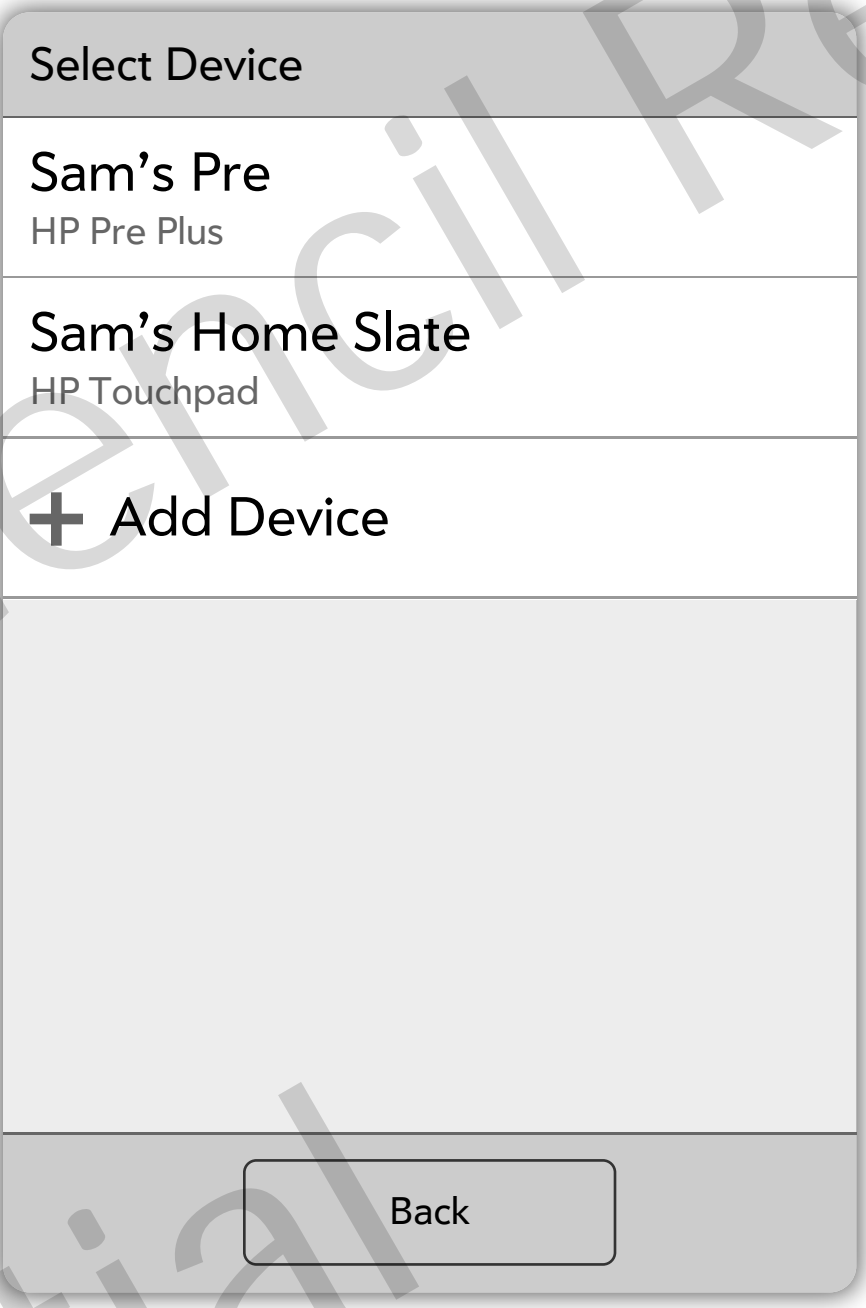 Select Device
Sam’s Pre
HP Pre Plus
Sam’s Home Slate
HP Touchpad
Add Device
Back